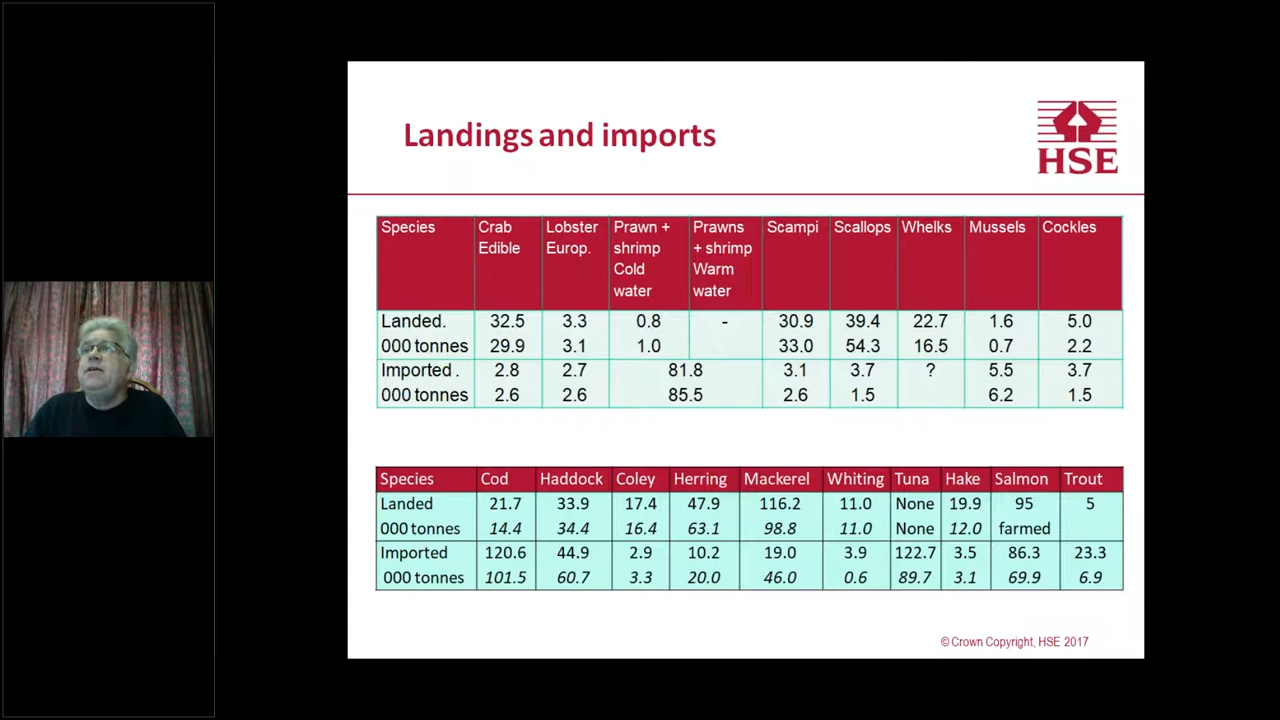 Landings and imports
HSE
Species Crab Edible Lobster Europ. Prawn + shrimp Cold water Prawns + shrimp Warm water Scampi Scallops Whelks Mussels Cockles
Landed. 32.5 3.3 0.8 - 30.9 39.4 22.7 1.6 5.0
000 tonnes 29.9 3.1 1.0 33.0 54.3 16.5 0.7 2.2
Imported . 2.8 2.7 81.8 3.1 3.7 ? 5.5 3.7
000 tonnes 2.6 2.6 85.5 2.6 1.5 6.2 1.5
Species Cod Haddock Coley Herring Mackerel Whiting Tuna Hake Salmon Trout
Landed 21.7 33.9 17.4 47.9 116.2 11.0 None 19.9 95 5
000 tonnes 14.4 34.4 16.4 63.1 98.8 11.0 None 12.0 farmed
Imported 120.6 44.9 2.9 10.2 19.0 3.9 122.7 3.5 86.3 23.3
000 tonnes 101.5 60.7 3.3 20.0 46.0 0.6 89.7 3.1 69.9 6.9
© Crown Copyright, HSE 2017